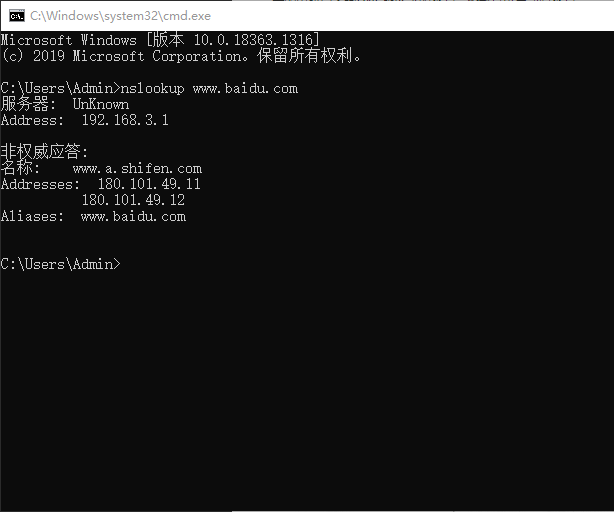 C:\Windows\system32\cmd.exe
Microsoft Windows [版本 10.0.18363.1316]
(c) 2019 Microsoft Corporation。保留所有权利。
C:\Users\Admin>nslookup www.baidu.com
服务器:  UnKnown
Address:  192.168.3.1
非权威应答:
名称:    www.a.shifen.com
Addresses:  180.101.49.11
180.101.49.12
Aliases:  www.baidu.com
C:\Users\Admin>